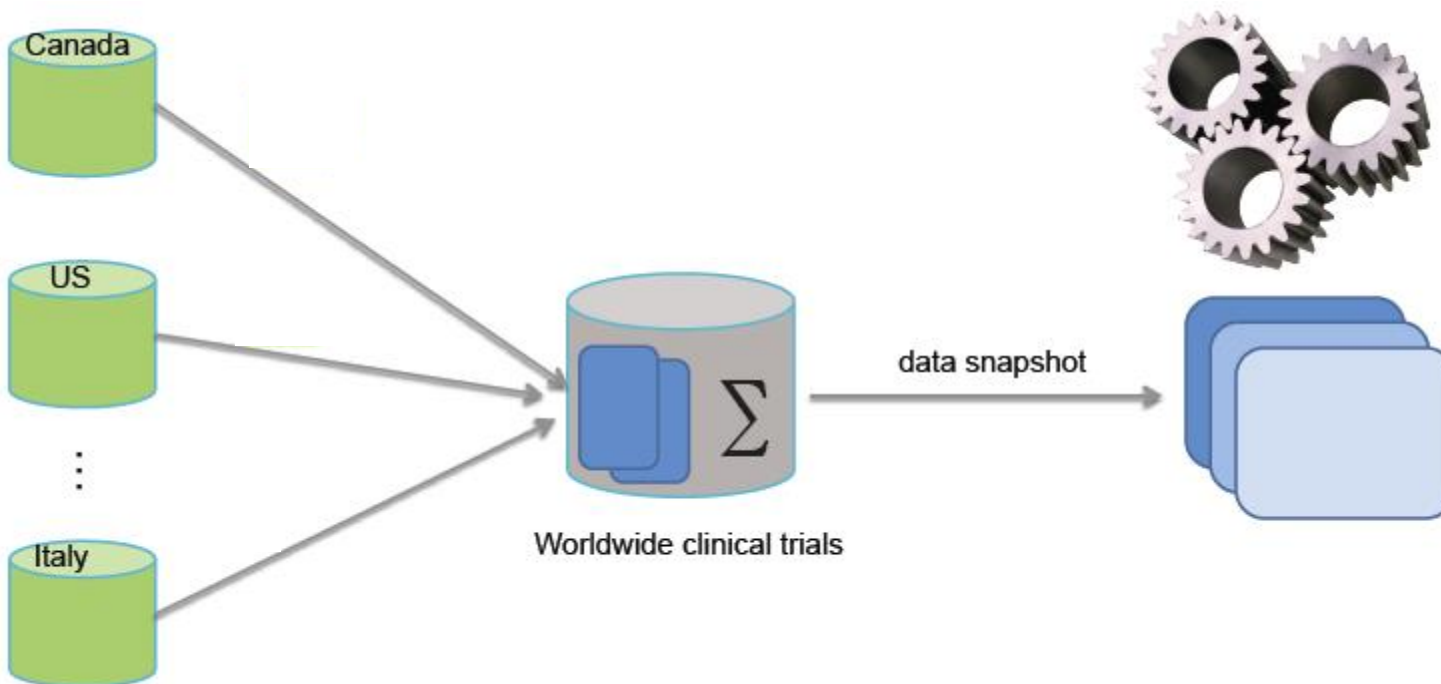 Canada
US
⋮
Italy
∑
Worldwide clinical trials
data snapshot